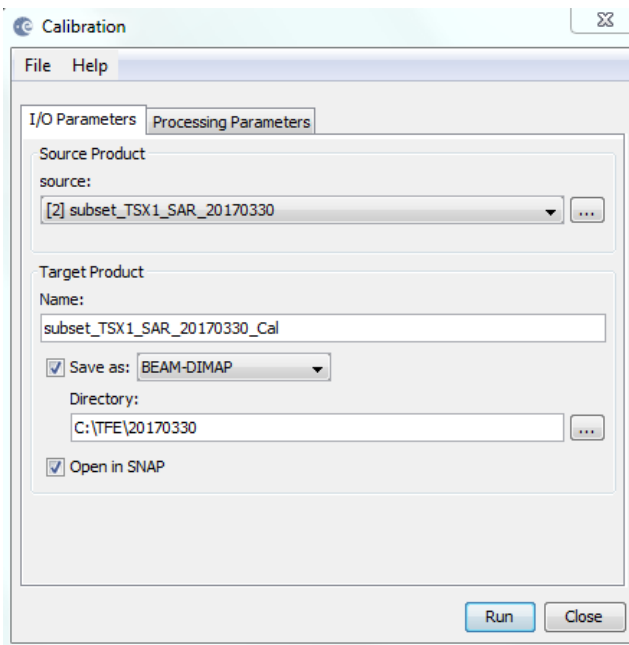 Calibration
File Help
I/O Parameters Processing Parameters
Source Product
source:
[2] subset_TSX1_SAR_20170330
...
Target Product
Name:
subset_TSX1_SAR_20170330_Cal
Save as: BEAM-DIMAP
Directory:
C:\TFE\20170330
...
Open in SNAP
Run Close